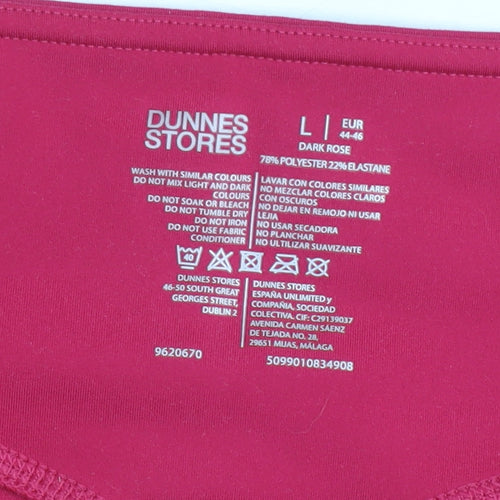 DUNNES
STORES
L | EUR
44-46
DARK ROSE
78% POLYESTER 22% ELASTANE
WASH WITH SIMILAR COLOURS
DO NOT MIX LIGHT AND DARK
COLOURS
DO NOT SOAK OR BLEACH
DO NOT TUMBLE DRY
DO NOT IRON
DO NOT USE FABRIC
CONDITIONER
LAVAR CON COLORES SIMILARES
NO MEZCLAR COLORES CLAROS
CON OSCUROS
NO DEJAR EN REMOJO NI USAR
LEJIA
NO USAR SECADORA
NO PLANCHAR
NO UTILIZAR SUAVIZANTE
40
DUNNES STORES
46-50 SOUTH GREAT
GEORGES STREET,
DUBLIN 2
DUNNES STORES
ESPAÑA UNLIMITED y
COMPAÑIA, SOCIEDAD
COLECTIVA. CIF: C29139037
AVENIDA CARMEN SÁENZ
DE TEJADA NO. 28,
29651 MIJAS, MÁLAGA
9620670
5099010834908